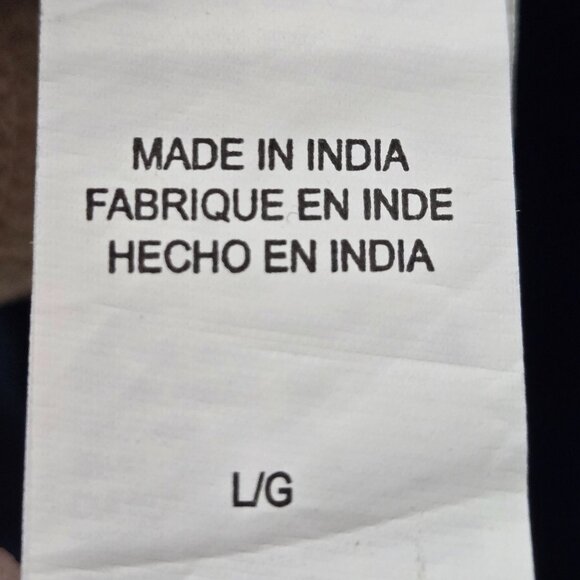 MADE IN INDIA
FABRIQUE EN INDE
HECHO EN INDIA
L/G